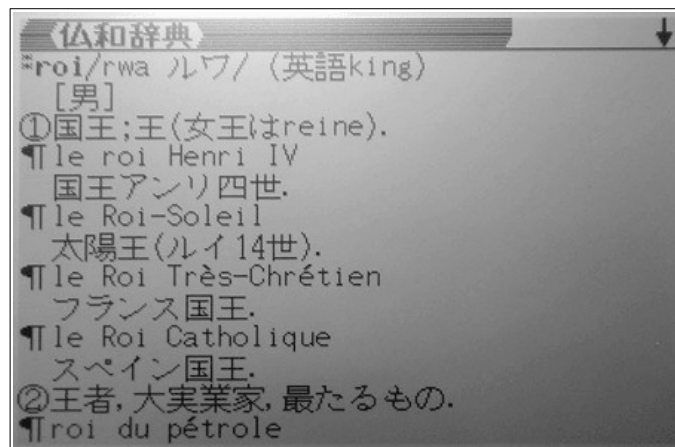 仏和辞典
*roi/rwa ルワ/ (英語king)
[男]
①国王;王(女王はreine).
¶le roi Henri IV
国王アンリ四世.
¶le Roi-Soleil
太陽王(ルイ14世).
¶le Roi Très-Chrétien
フランス国王.
¶le Roi Catholique
スペイン国王.
②王者,大実業家,最たるもの.
¶roi du pétrole